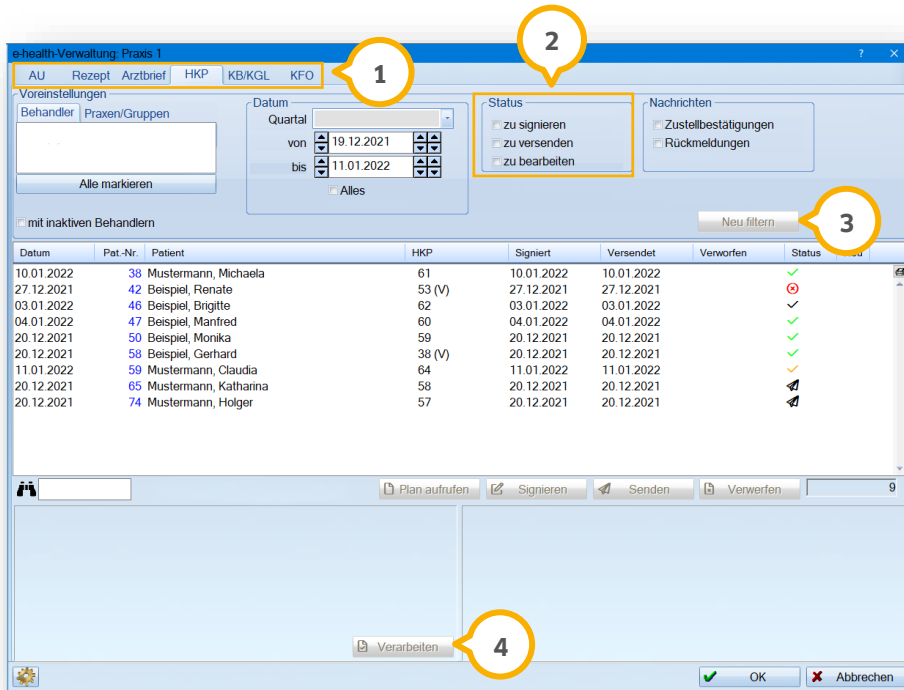 2
e-health-Verwaltung: Praxis 1
? ×
AU Rezept Arztbrief HKP KB/KGL KFO
1
Voreinstellungen
Behandler Praxen/Gruppen
Alle markieren
mit inaktiven Behandlern
Datum
Quartal
von 19.12.2021
bis 11.01.2022
Alles
Status
zu signieren
zu versenden
zu bearbeiten
Nachrichten
Zustellbestätigungen
Rückmeldungen
Neu filtern
3
Datum Pat.-Nr. Patient HKP Signiert Versendet Verworfen Status
10.01.2022 38 Mustermann, Michaela 61 10.01.2022 10.01.2022
27.12.2021 42 Beispiel, Renate 53 (V) 27.12.2021 27.12.2021
03.01.2022 46 Beispiel, Brigitte 62 03.01.2022 03.01.2022
04.01.2022 47 Beispiel, Manfred 60 04.01.2022 04.01.2022
20.12.2021 50 Beispiel, Monika 59 20.12.2021 20.12.2021
20.12.2021 58 Beispiel, Gerhard 38 (V) 20.12.2021 20.12.2021
11.01.2022 59 Mustermann, Claudia 64 11.01.2022 11.01.2022
20.12.2021 65 Mustermann, Katharina 58 20.12.2021 20.12.2021
20.12.2021 74 Mustermann, Holger 57 20.12.2021 20.12.2021
Plan aufrufen Signieren Senden Verwerfen 9
Verarbeiten
4
OK Abbrechen